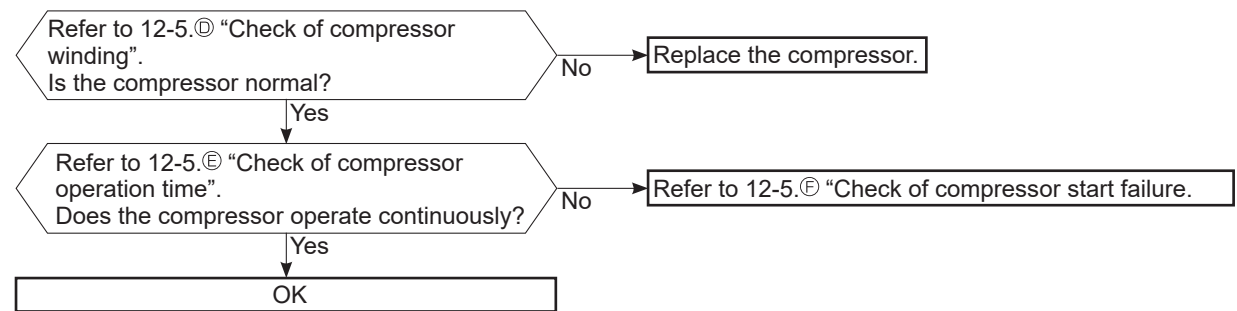 Refer to 12-5.Ⓓ “Check of compressor
winding”.
Is the compressor normal?
No
Replace the compressor.
Yes
Refer to 12-5.Ⓔ “Check of compressor
operation time”.
Does the compressor operate continuously?
No
Refer to 12-5.Ⓕ “Check of compressor start failure.
Yes
OK